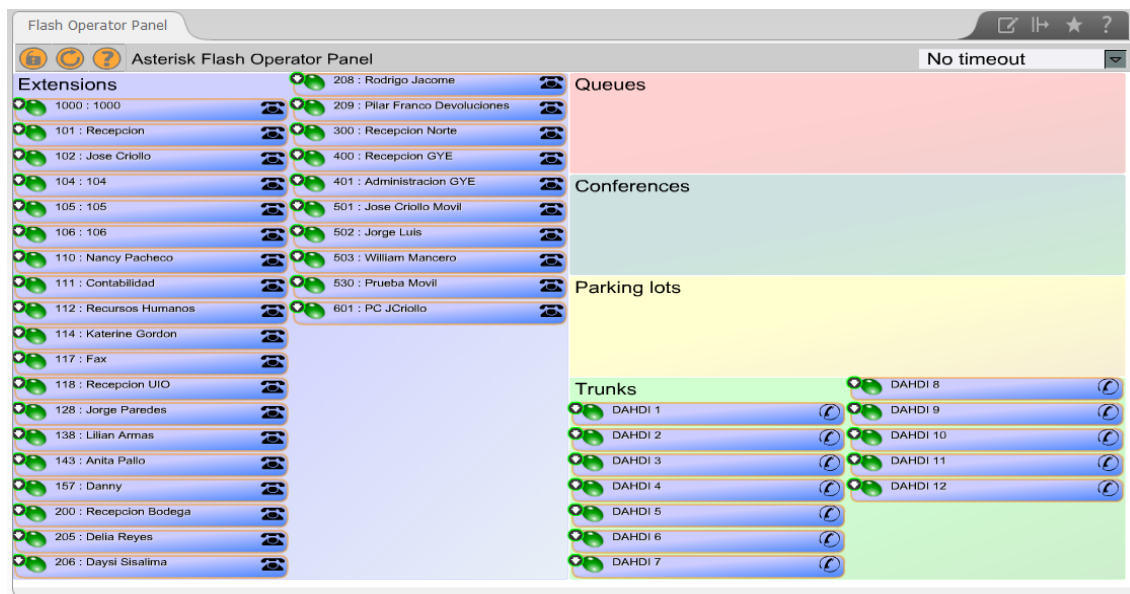 Flash Operator Panel
?
? Asterisk Flash Operator Panel
No timeout
Extensions
1000 : 1000
101 : Recepcion
102 : Jose Criollo
104 : 104
105 : 105
106 : 106
110 : Nancy Pacheco
111 : Contabilidad
112 : Recursos Humanos
114 : Katerine Gordon
117 : Fax
118 : Recepcion UIO
128 : Jorge Paredes
138 : Lilian Armas
143 : Anita Pallo
157 : Danny
200 : Recepcion Bodega
205 : Delia Reyes
206 : Daysi Sisalima
208 : Rodrigo Jacome
209 : Pilar Franco Devoluciones
300 : Recepcion Norte
400 : Recepcion GYE
401 : Administracion GYE
501 : Jose Criollo Movil
502 : Jorge Luis
503 : William Mancero
530 : Prueba Movil
601 : PC JCriollo
Queues
Conferences
Parking lots
Trunks
DAHDI 1
DAHDI 2
DAHDI 3
DAHDI 4
DAHDI 5
DAHDI 6
DAHDI 7
DAHDI 8
DAHDI 9
DAHDI 10
DAHDI 11
DAHDI 12